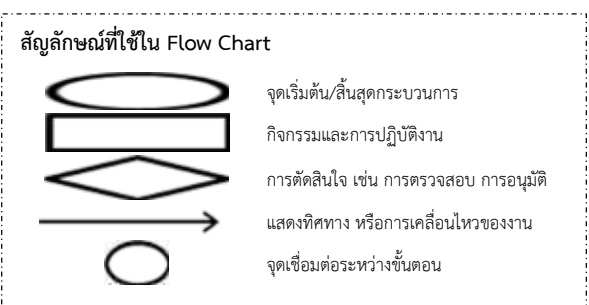 สัญลักษณ์ที่ใช้ใน Flow Chart
จุดเริ่มต้น/สิ้นสุดกระบวนการ
กิจกรรมและการปฏิบัติงาน
การตัดสินใจ เช่น การตรวจสอบ การอนุมัติ
แสดงทิศทาง หรือการเคลื่อนไหวของงาน
จุดเชื่อมต่อระหว่างขั้นตอน